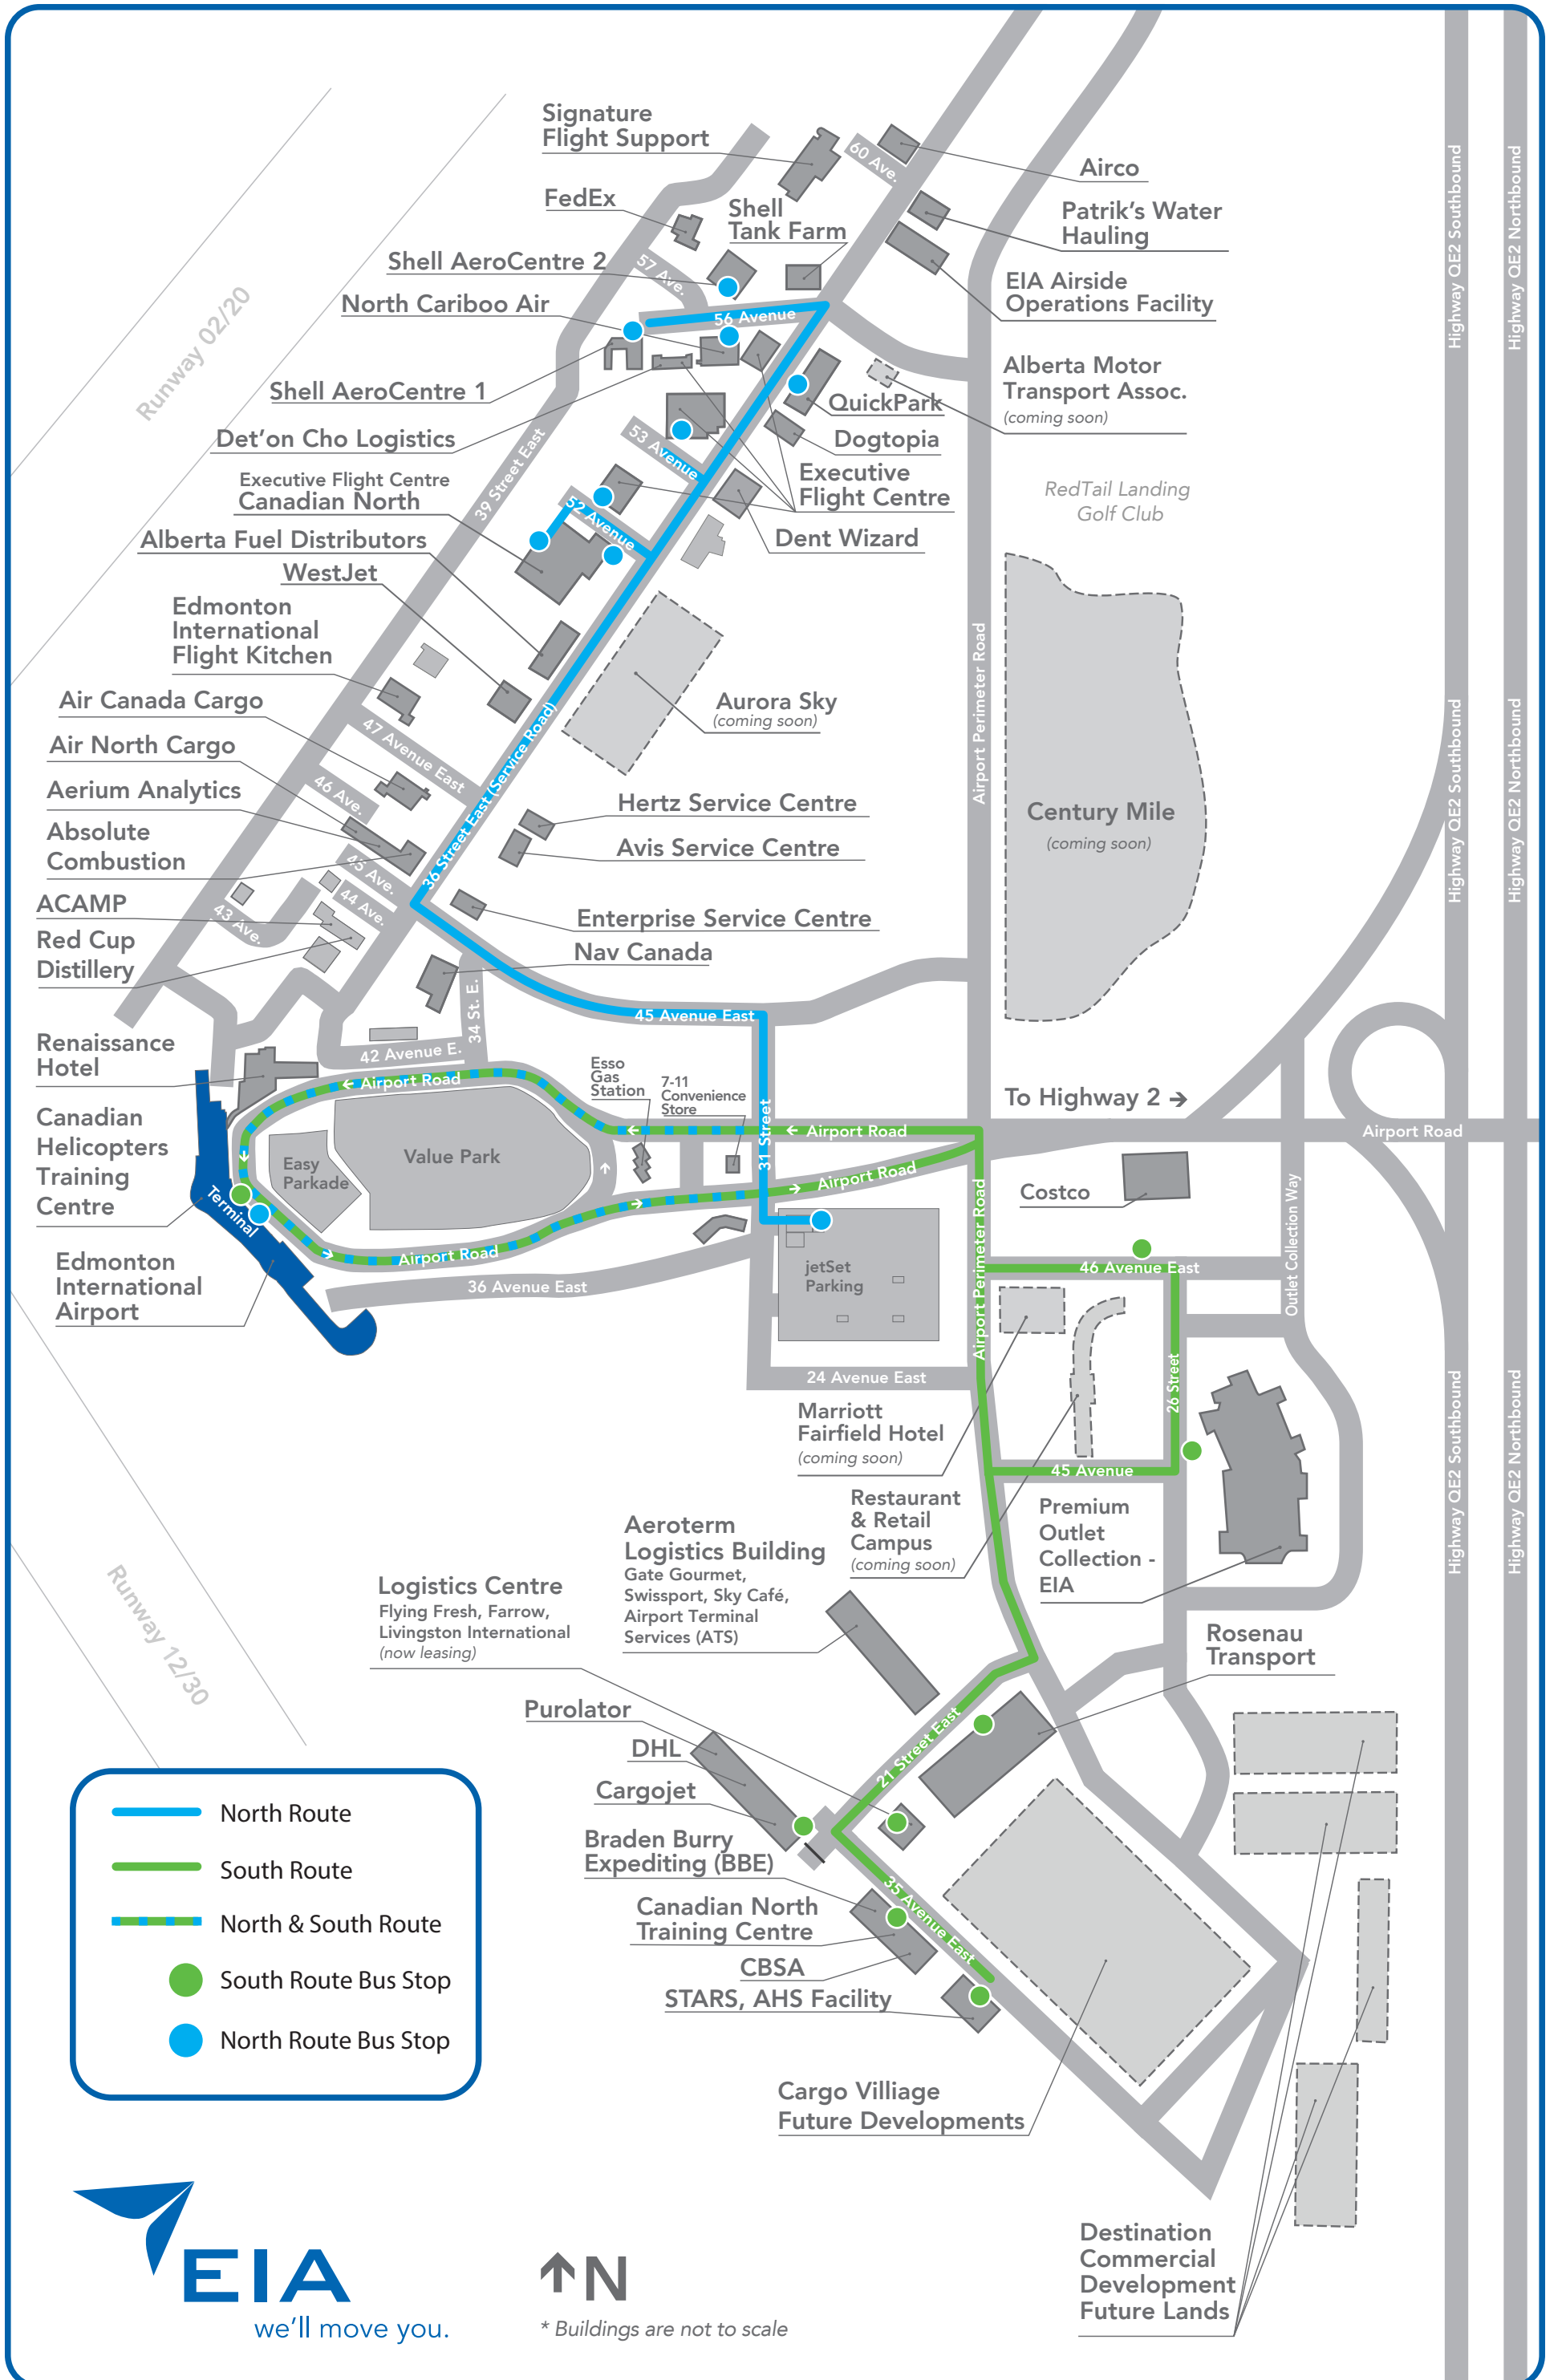 Signature
Flight Support
60 Ave.
Airco
FedEx
Shell
Tank Farm
Patrik's Water
Hauling
Shell AeroCentre 2
57 Ave.
EIA Airside
Operations Facility
North Cariboo Air
56 Avenue
Runway 02/20
Highway QE2 Southbound
Highway QE2 Northbound
Alberta Motor
Transport Assoc.
(coming soon)
Shell AeroCentre 1
QuickPark
Det'on Cho Logistics
Dogtopia
53 Avenue
39 Street East
Executive Flight Centre
Canadian North
Executive
Flight Centre
RedTail Landing
Golf Club
52 Avenue
Alberta Fuel Distributors
Dent Wizard
WestJet
Edmonton
International
Flight Kitchen
Airport Perimeter Road
Air Canada Cargo
Aurora Sky
(coming soon)
47 Avenue East
36 Street East (Service Road)
Air North Cargo
46 Ave.
Aerium Analytics
Hertz Service Centre
Century Mile
(coming soon)
Highway QE2 Southbound
Highway QE2 Northbound
Absolute
Combustion
Avis Service Centre
45 Ave.
44 Ave.
43 Ave.
ACAMP
Enterprise Service Centre
Red Cup
Distillery
Nav Canada
34 St. E.
45 Avenue East
Renaissance
Hotel
42 Avenue E.
Esso
Gas
Station
7-11
Convenience
Store
← Airport Road
To Highway 2 →
Canadian
Helicopters
Training
Centre
31 Street
← Airport Road
Airport Road
Easy
Parkade
Value Park
Airport Road
Terminal
Costco
Airport Road
Airport Perimeter Road
Outlet Collection Way
Edmonton
International
Airport
36 Avenue East
jetSet
Parking
46 Avenue East
24 Avenue East
26 Street
Marriott
Fairfield Hotel
(coming soon)
45 Avenue
Highway QE2 Southbound
Highway QE2 Northbound
Restaurant
& Retail
Campus
(coming soon)
Premium
Outlet
Collection -
EIA
Aeroterm
Logistics Building
Gate Gourmet,
Swissport, Sky Café,
Airport Terminal
Services (ATS)
Logistics Centre
Flying Fresh, Farrow,
Livingston International
(now leasing)
Runway 12/30
Rosenau
Transport
Purolator
DHL
21 Street East
Cargojet
Braden Burry
Expediting (BBE)
35 Avenue East
Canadian North
Training Centre
CBSA
STARS, AHS Facility
North Route
South Route
North & South Route
South Route Bus Stop
North Route Bus Stop
Cargo Villiage
Future Developments
Destination
Commercial
Development
Future Lands
EIA
we'll move you.
↑N
* Buildings are not to scale